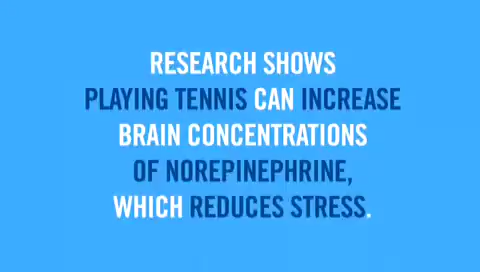 RESEARCH SHOWS
PLAYING TENNIS CAN INCREASE
BRAIN CONCENTRATIONS
OF NOREPINEPHRINE,
WHICH REDUCES STRESS.